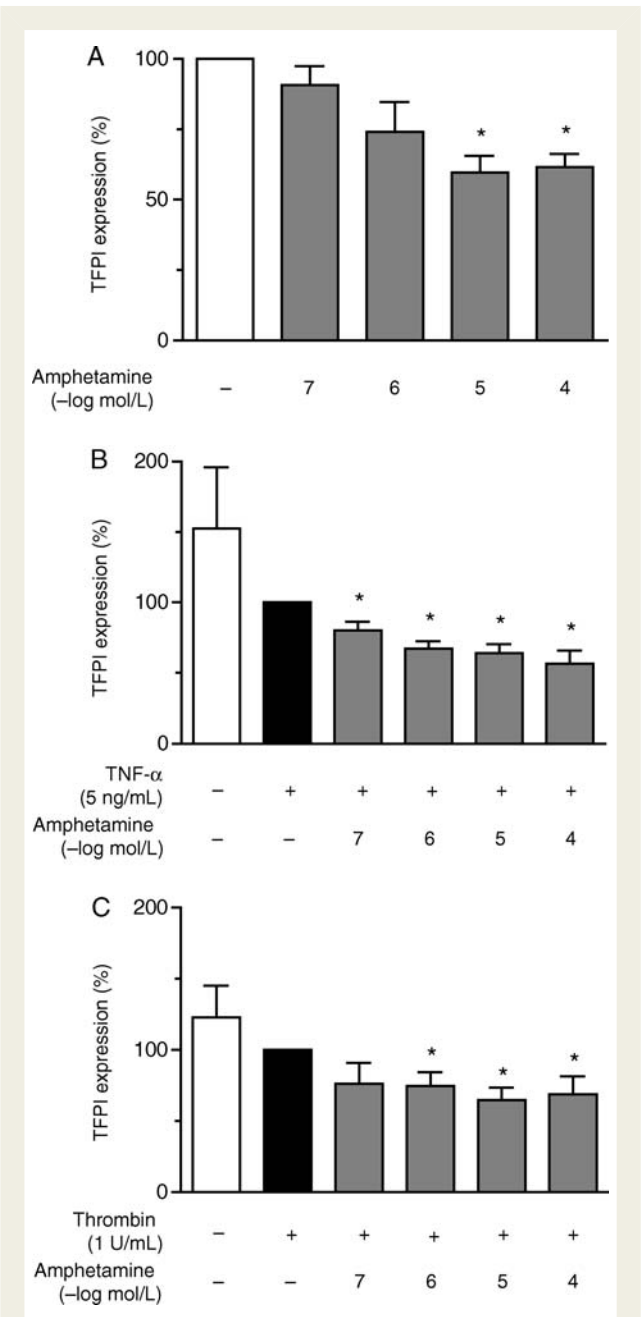 A
100
50
0
TFPI expression (%)
* *
Amphetamine
(–log mol/L)
– 7 6 5 4
B
200
100
0
TFPI expression (%)
* * * *
TNF-α
(5 ng/mL)
– + + + + +
Amphetamine
(–log mol/L)
– – 7 6 5 4
C
200
100
0
TFPI expression (%)
* * *
Thrombin
(1 U/mL)
– + + + + +
Amphetamine
(–log mol/L)
– – 7 6 5 4